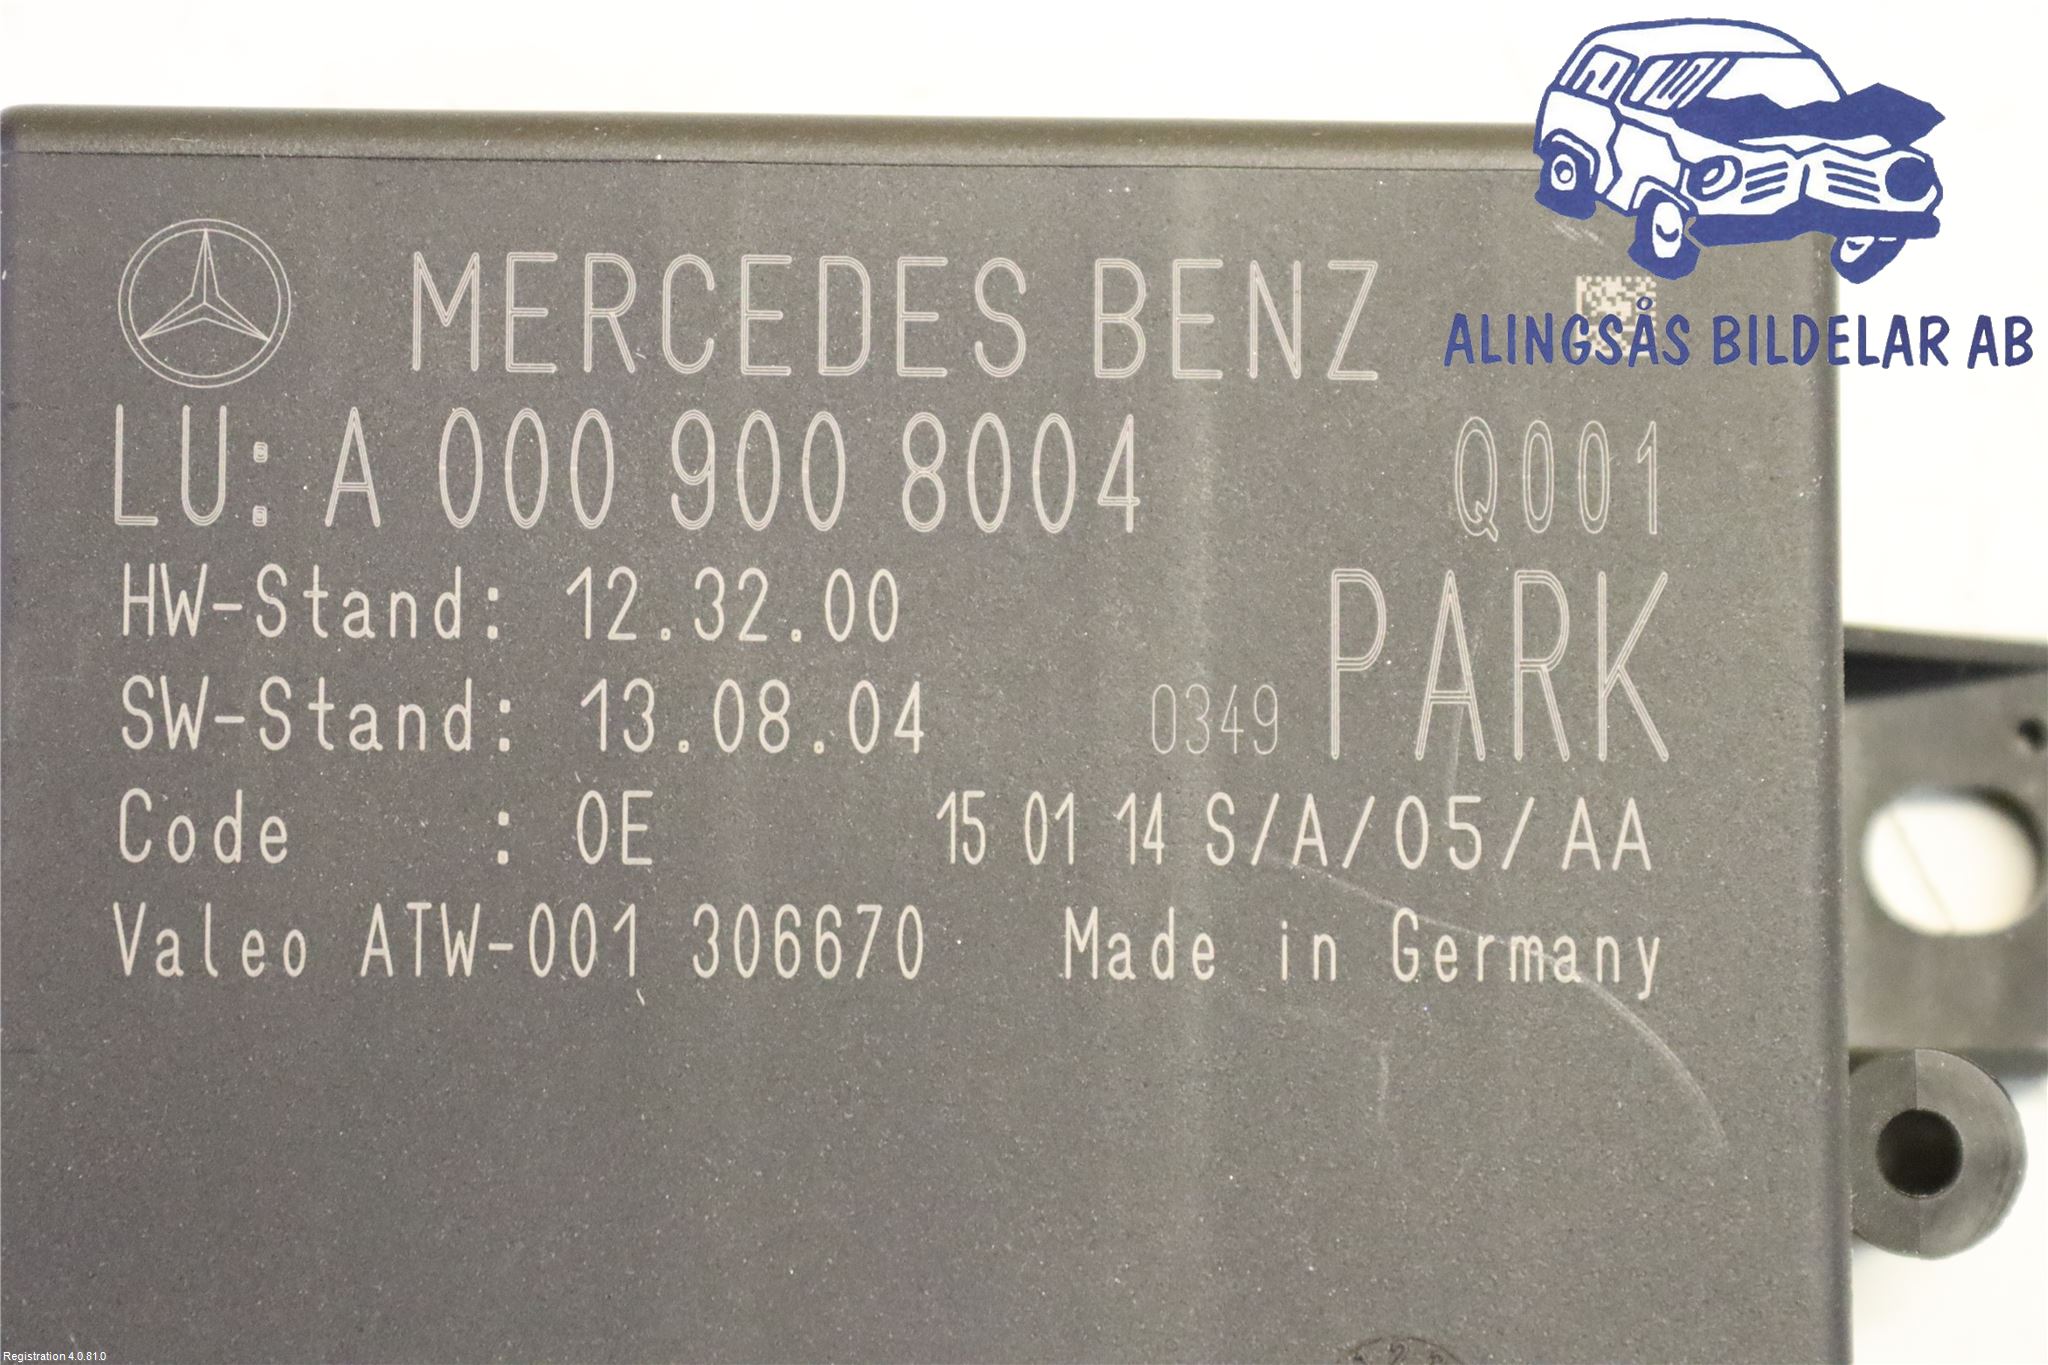 ALINGSÅS BILDELAR AB
MERCEDES BENZ
LU: A 000 900 8004 Q001
HW-Stand: 12.32.00
SW-Stand: 13.08.04 0349 PARK
Code : 0E 15 01 14 S/A/05/AA
Valeo ATW-001 306670 Made in Germany
Registration 4.0.81.0